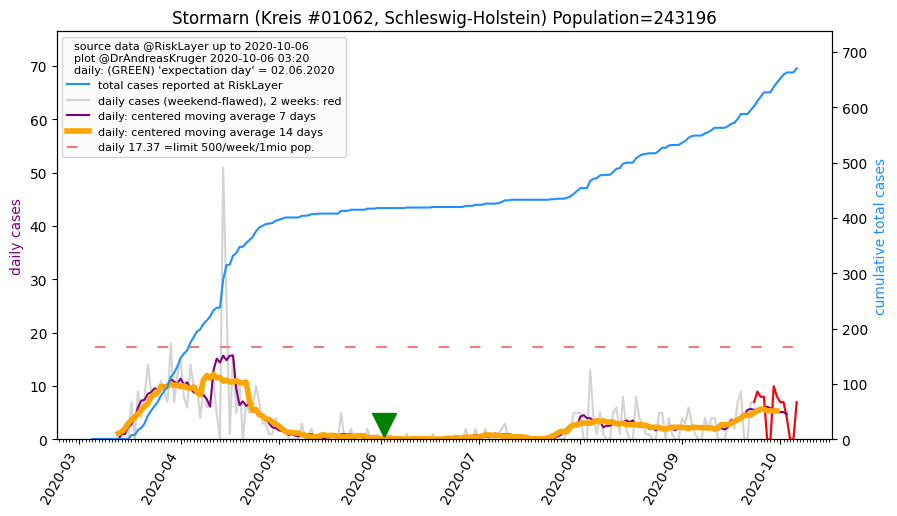 Stormarn (Kreis #01062, Schleswig-Holstein) Population=243196
source data @RiskLayer up to 2020-10-06
plot @DrAndreasKruger 2020-10-06 03:20
daily: (GREEN) 'expectation day' = 02.06.2020
total cases reported at RiskLayer
daily cases (weekend-flawed), 2 weeks: red
daily: centered moving average 7 days
daily: centered moving average 14 days
daily 17.37 =limit 500/week/1mio pop.
daily cases
70
60
50
40
30
20
10
0
cumulative total cases
700
600
500
400
300
200
100
0
2020-03
2020-04
2020-05
2020-06
2020-07
2020-08
2020-09
2020-10